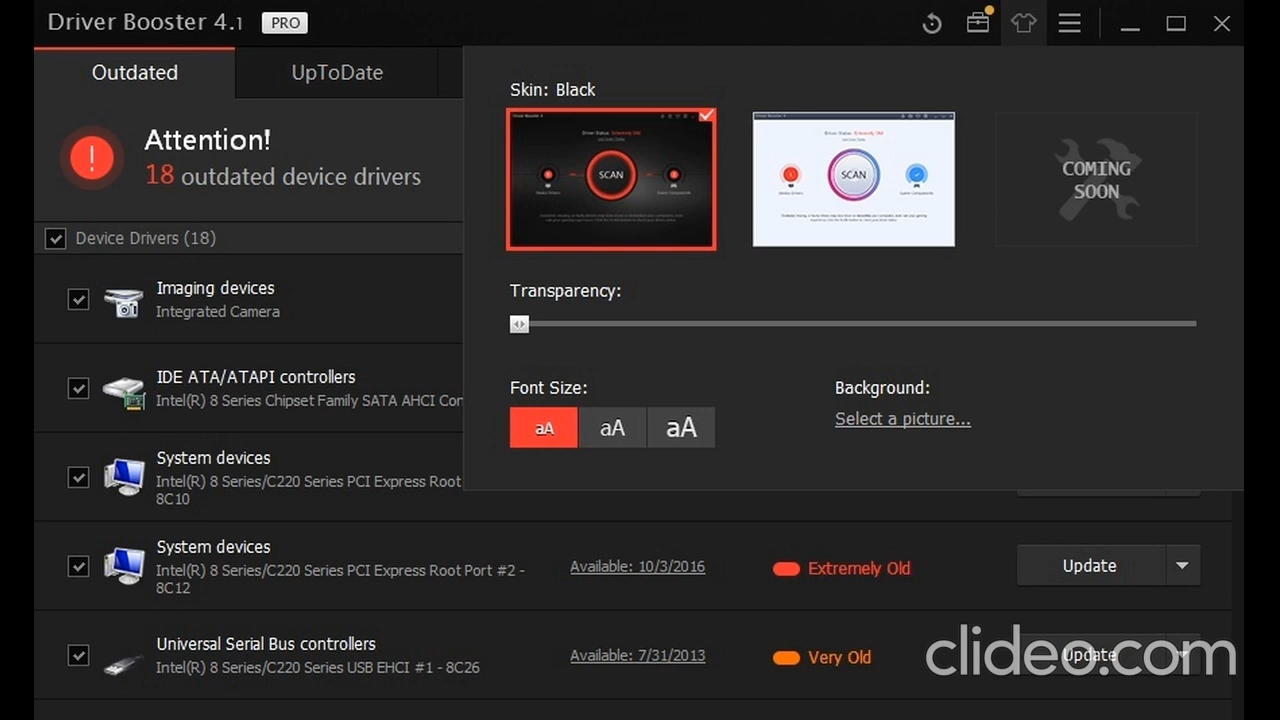 Driver Booster 4.1 PRO
Outdated UpToDate
Attention!
18 outdated device drivers
Device Drivers (18)
Imaging devices
Integrated Camera
IDE ATA/ATAPI controllers
Intel(R) 8 Series Chipset Family SATA AHCI Con
System devices
Intel(R) 8 Series/C220 Series PCI Express Root
8C10
System devices
Intel(R) 8 Series/C220 Series PCI Express Root Port #2 -
8C12
Available: 10/3/2016
Extremely Old
Update
Universal Serial Bus controllers
Intel(R) 8 Series/C220 Series USB EHCI #1 - 8C26
Available: 7/31/2013
Very Old
Update
Skin: Black
SCAN
SCAN
COMING
SOON
Transparency:
Font Size:
aA aA aA
Background:
Select a picture...
clideo.com